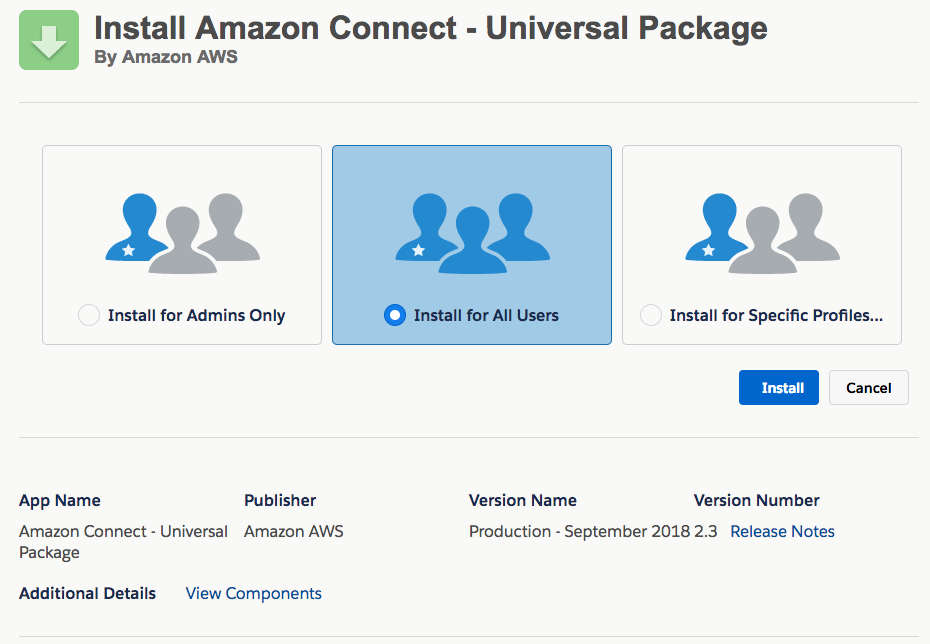 Install Amazon Connect - Universal Package
By Amazon AWS
Install for Admins Only
Install for All Users
Install for Specific Profiles...
Install
Cancel
App Name
Publisher
Version Name
Version Number
Amazon Connect - Universal
Package
Amazon AWS
Production - September 2018
2.3 Release Notes
Additional Details
View Components